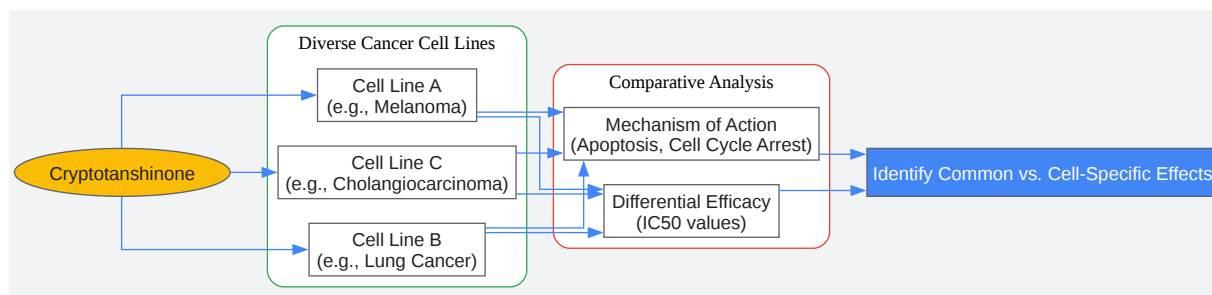 Diverse Cancer Cell Lines
Cell Line A
(e.g., Melanoma)
Comparative Analysis
Mechanism of Action
(Apoptosis, Cell Cycle Arrest)
Cryptotanshinone
Cell Line C
(e.g., Cholangiocarcinoma)
Identify Common vs. Cell-Specific Effects
Differential Efficacy
(IC50 values)
Cell Line B
(e.g., Lung Cancer)